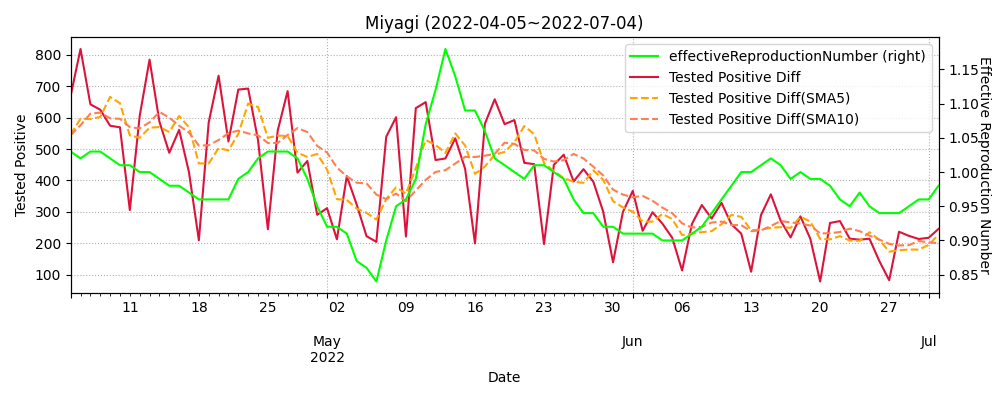 Miyagi (2022-04-05~2022-07-04)
effectiveReproductionNumber (right)
Tested Positive Diff
Tested Positive Diff(SMA5)
Tested Positive Diff(SMA10)
Tested Positive
800
700
600
500
400
300
200
100
1.15
1.10
1.05
1.00
0.95
0.90
0.85
Effective Reproduction Number
11 18 25 02 09 16 23 30 06 13 20 27
May Jun Jul
2022
Date